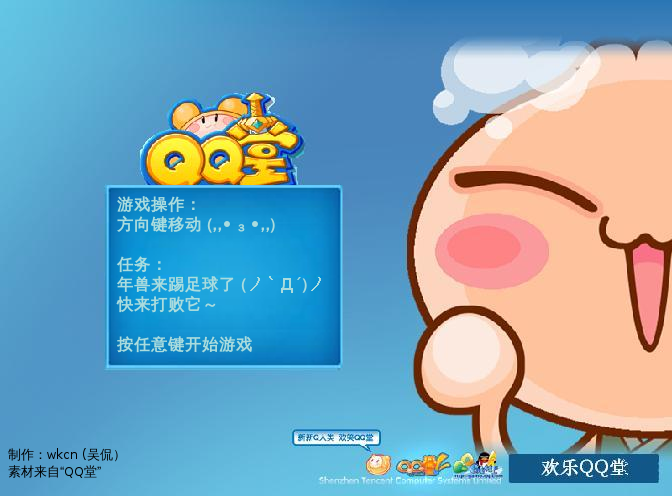 QQ堂
游戏操作：
方向键移动 (,,• ₃ •,,)
任务：
年兽来踢足球了 (ノ｀Д´)ノ
快来打败它～
按任意键开始游戏
制作：wkcn (吴侃)
素材来自“QQ堂”
欢乐QQ堂
Shenzhen Tencent Computer Systems Limited